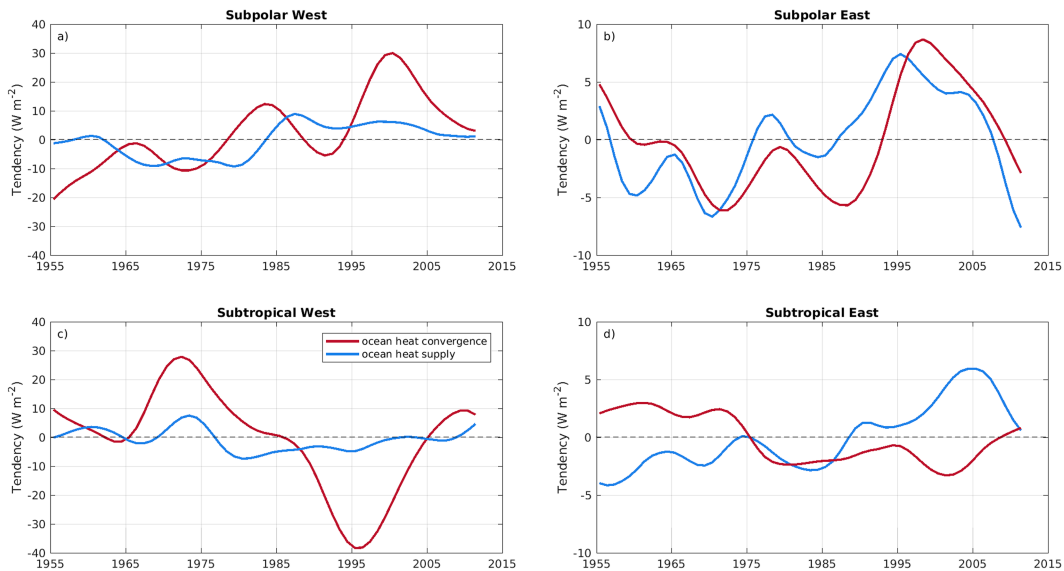 Subpolar West
a)
Tendency (W m-2)
40
30
20
10
0
-10
-20
-30
-40
1955 1965 1975 1985 1995 2005 2015
Subpolar East
b)
Tendency (W m-2)
10
5
0
-5
-10
1955 1965 1975 1985 1995 2005 2015
Subtropical West
c)
ocean heat convergence
ocean heat supply
Tendency (W m-2)
40
30
20
10
0
-10
-20
-30
-40
1955 1965 1975 1985 1995 2005 2015
Subtropical East
d)
Tendency (W m-2)
10
5
0
-5
-10
1955 1965 1975 1985 1995 2005 2015